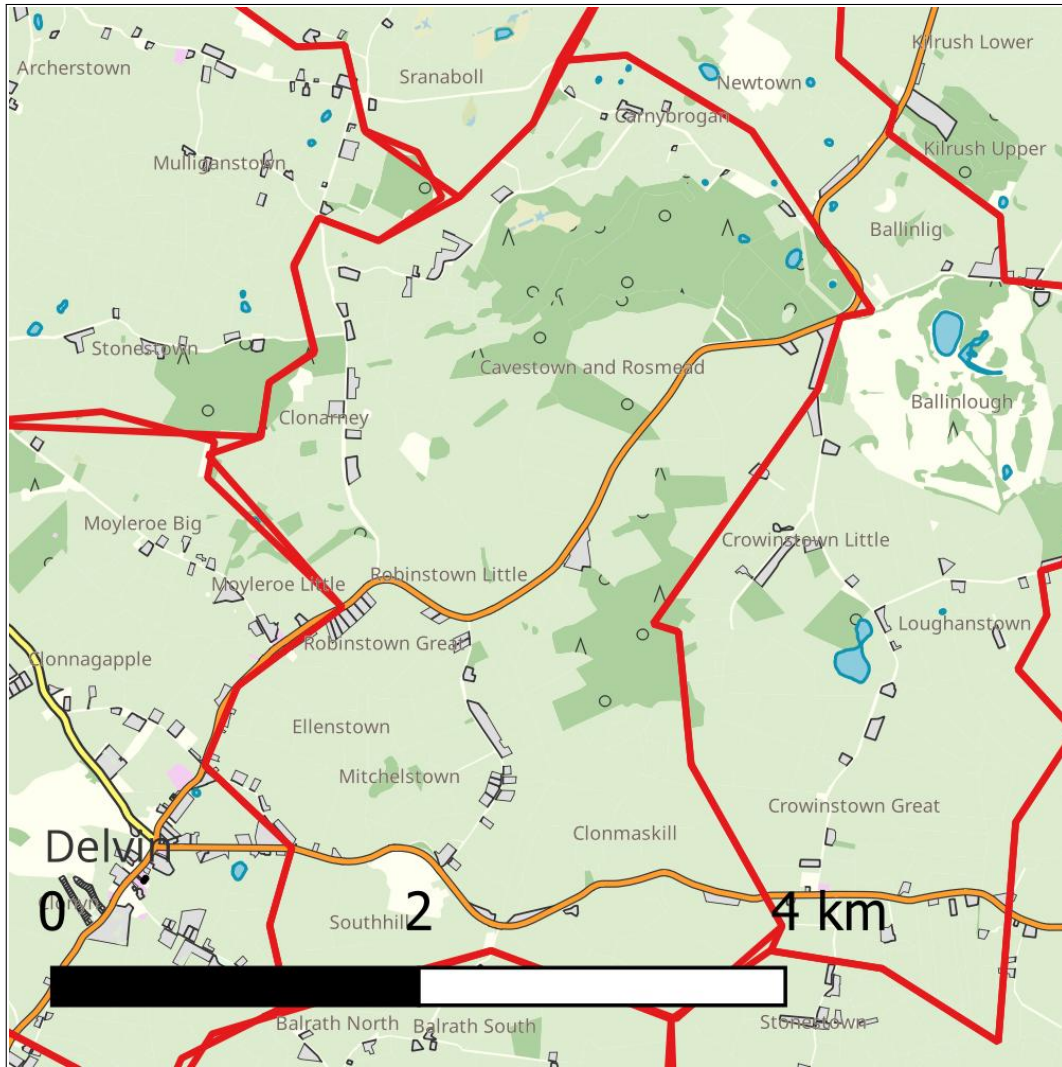 Kilrush Lower
Archerstown
Sranaboll
Newtown
Carnybrogan
Kilrush Upper
Mulliganstown
Ballinlig
Stonestown
Cavestown and Rosmead
Ballinlough
Clonarney
Moyleroe Big
Crowinstown Little
Robinstown Little
Moyleroe Little
Loughanstown
Robinstown Great
Clonnagapple
Ellenstown
Mitchelstown
Crowinstown Great
Clonmaskill
Delvin
0
2
4 km
Southhill
Balrath North
Balrath South
Stonestown